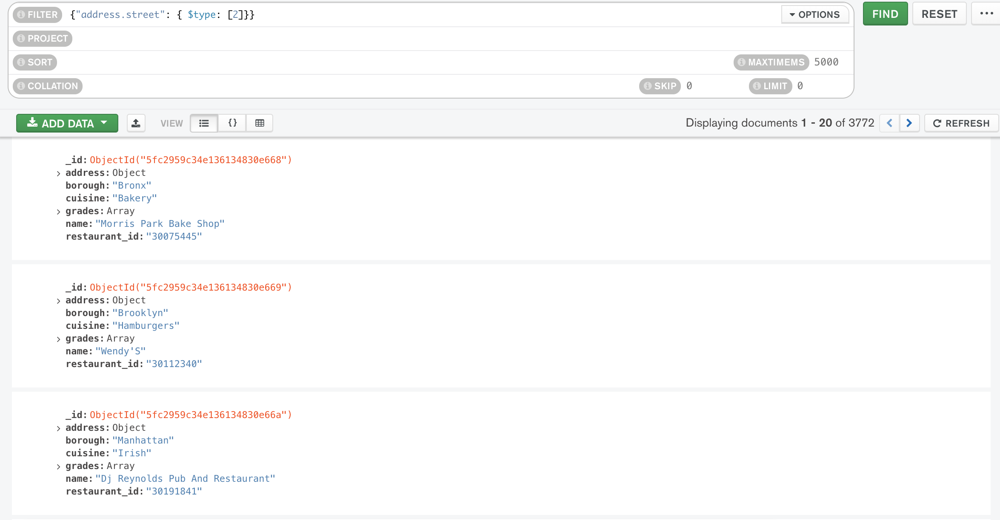 FILTER {"address.street": { $type: [2]}} OPTIONS FIND RESET ...
PROJECT
SORT MAXTIMEMS 5000
COLLATION SKIP 0 LIMIT 0
ADD DATA VIEW {} Displaying documents 1 - 20 of 3772 REFRESH
_id: ObjectId("5fc2959c34e136134830e668")
address: Object
borough: "Bronx"
cuisine: "Bakery"
grades: Array
name: "Morris Park Bake Shop"
restaurant_id: "30075445"
_id: ObjectId("5fc2959c34e136134830e669")
address: Object
borough: "Brooklyn"
cuisine: "Hamburgers"
grades: Array
name: "Wendy'S"
restaurant_id: "30112340"
_id: ObjectId("5fc2959c34e136134830e66a")
address: Object
borough: "Manhattan"
cuisine: "Irish"
grades: Array
name: "Dj Reynolds Pub And Restaurant"
restaurant_id: "30191841"